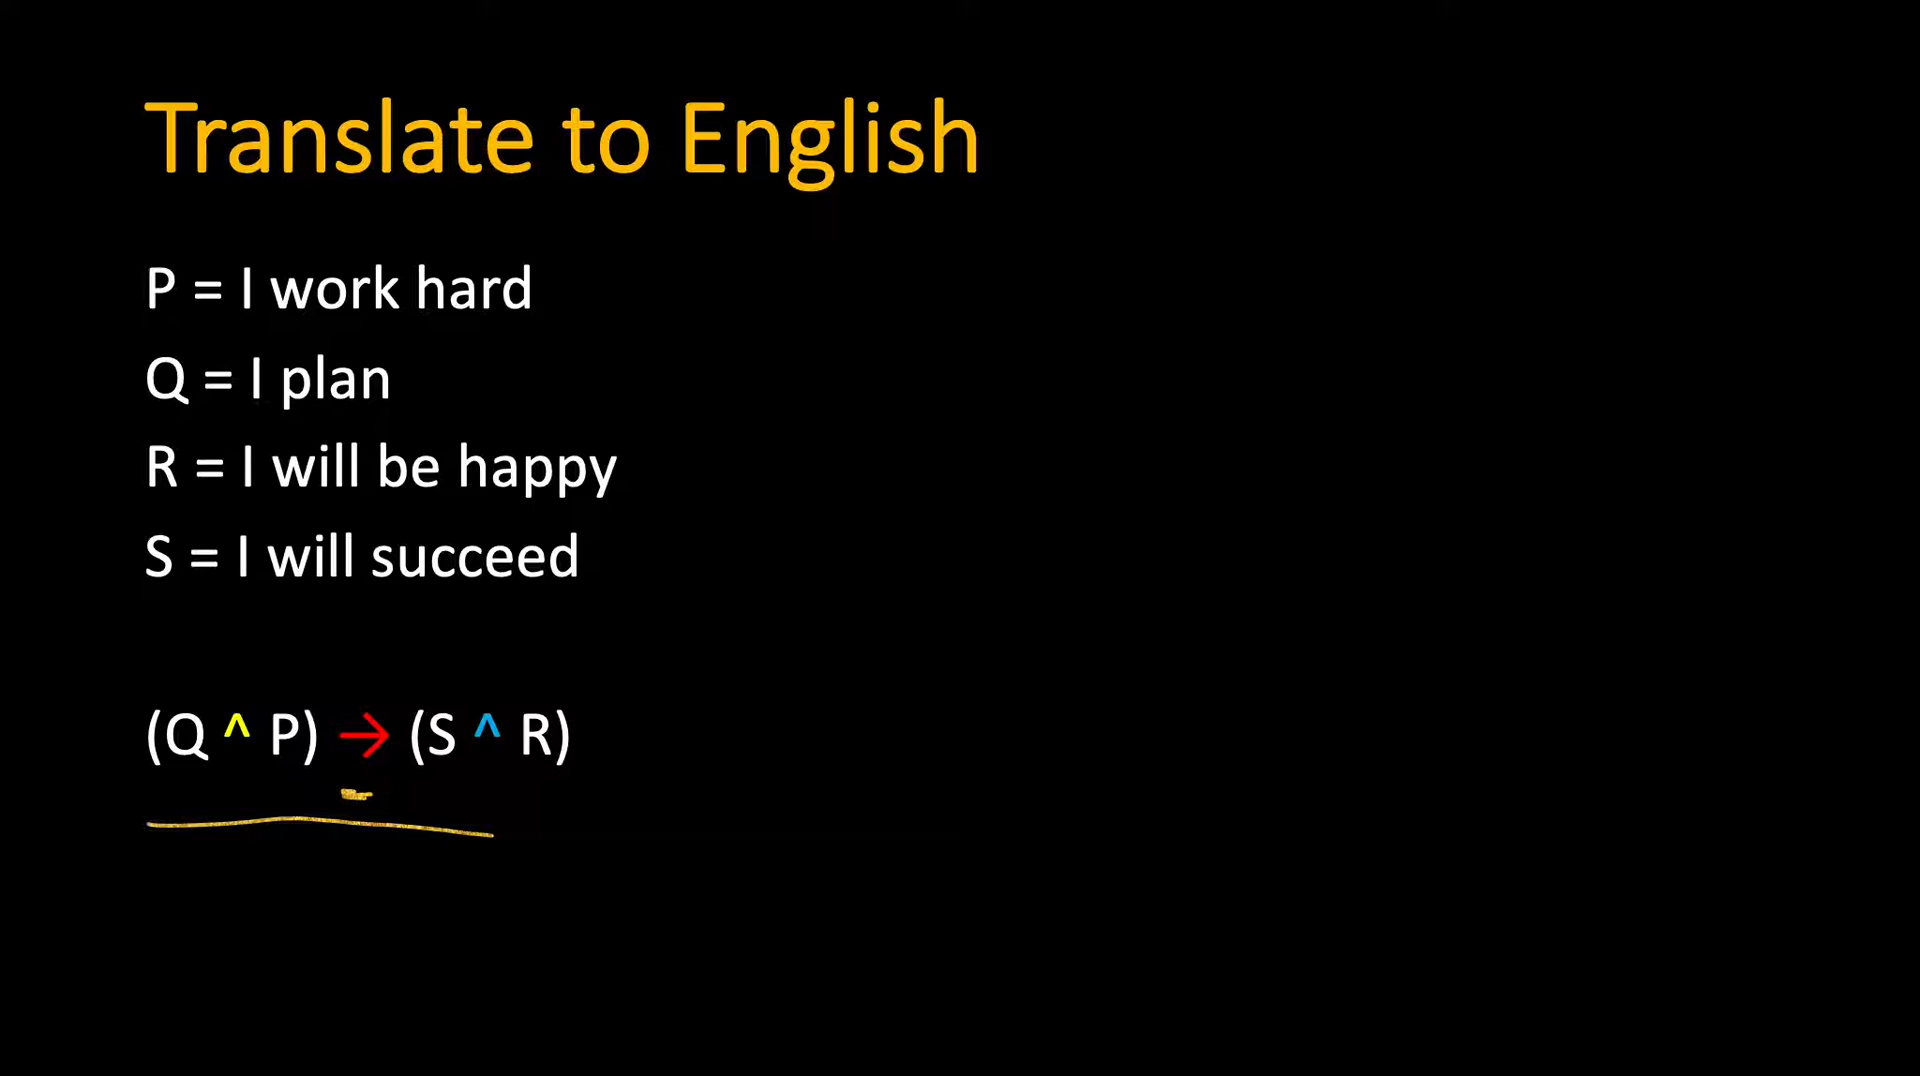 Translate to English
P = I work hard
Q = I plan
R = I will be happy
S = I will succeed
(Q ^ P) → (S ^ R)